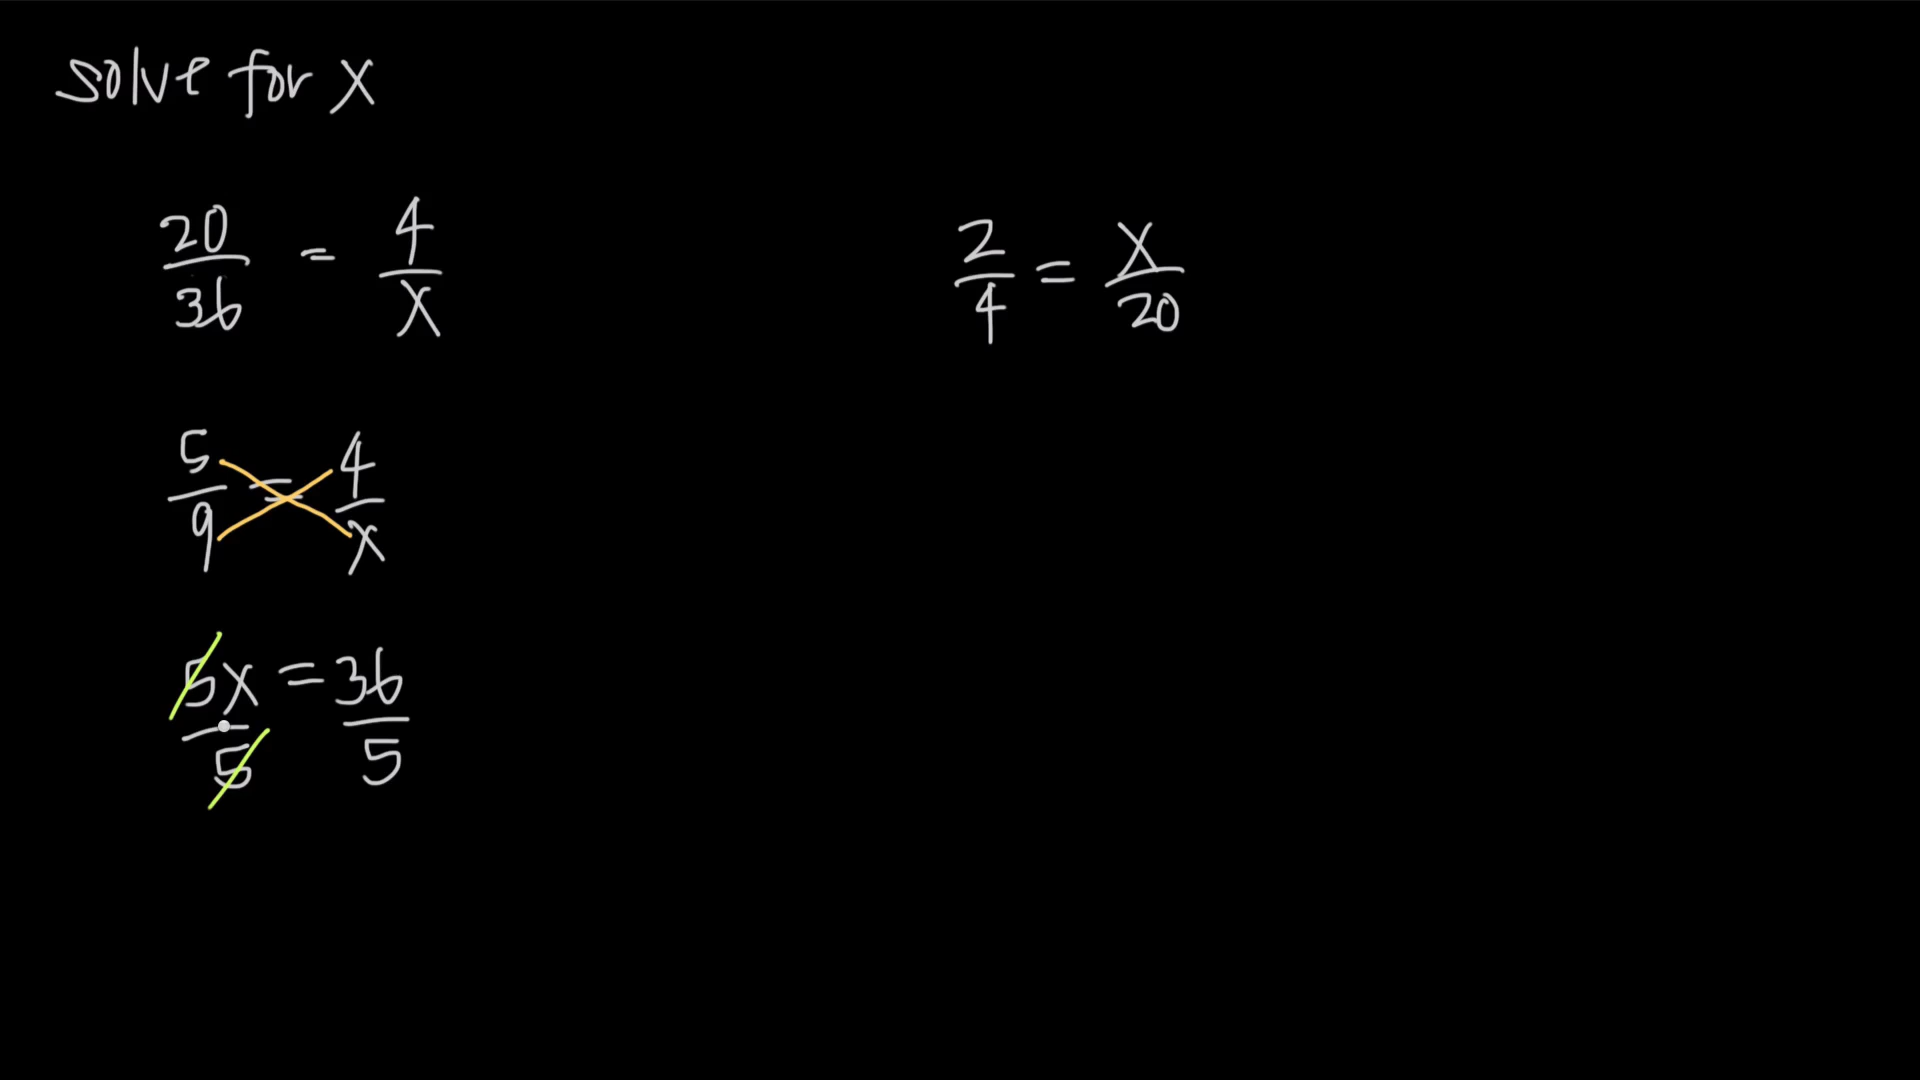 solve for x
20/36 = 4/x
5/9 = 4/x
5x/5 = 36/5
2/4 = x/20